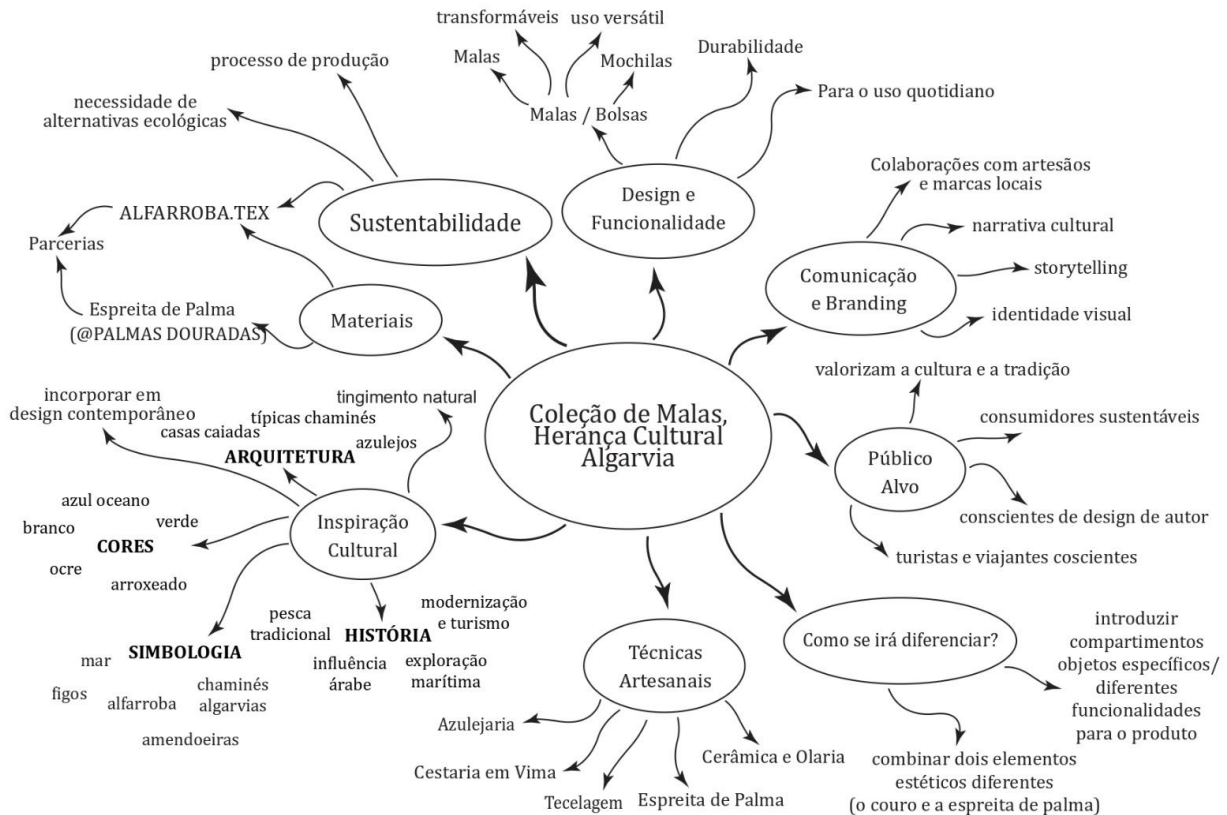 transformáveis
uso versátil
Malas
Mochilas
Malas / Bolsas
Durabilidade
Para o uso quotidiano
processo de produção
necessidade de
alternativas ecológicas
Sustentabilidade
Design e
Funcionalidade
Colaborações com artesãos
e marcas locais
narrativa cultural
storytelling
identidade visual
Comunicação
e Branding
ALFARROBA.TEX
Parcerias
Espreita de Palma
(@PALMAS DOURADAS)
Materiais
Coleção de Malas,
Herança Cultural
Algarvia
valorizam a cultura e a tradição
consumidores sustentáveis
Público
Alvo
conscientes de design de autor
turistas e viajantes coscientes
incorporar em
design contemporâneo
típicas chaminés
casas caiadas
azulejos
ARQUITETURA
tingimento natural
Inspiração
Cultural
azul oceano
branco
verde
CORES
ocre
arroxeado
SIMBOLOGIA
mar
figos
alfarroba
chaminés
algarvias
amendoeiras
pesca
tradicional
HISTÓRIA
modernização
e turismo
influência
árabe
exploração
marítima
Técnicas
Artesanais
Azulejaria
Cestaria em Vima
Tecelagem
Espreita de Palma
Cerâmica e Olaria
Como se irá diferenciar?
introduzir
compartimentos
objetos específicos/
diferentes
funcionalidades
para o produto
combinar dois elementos
estéticos diferentes
(o couro e a espreita de palma)